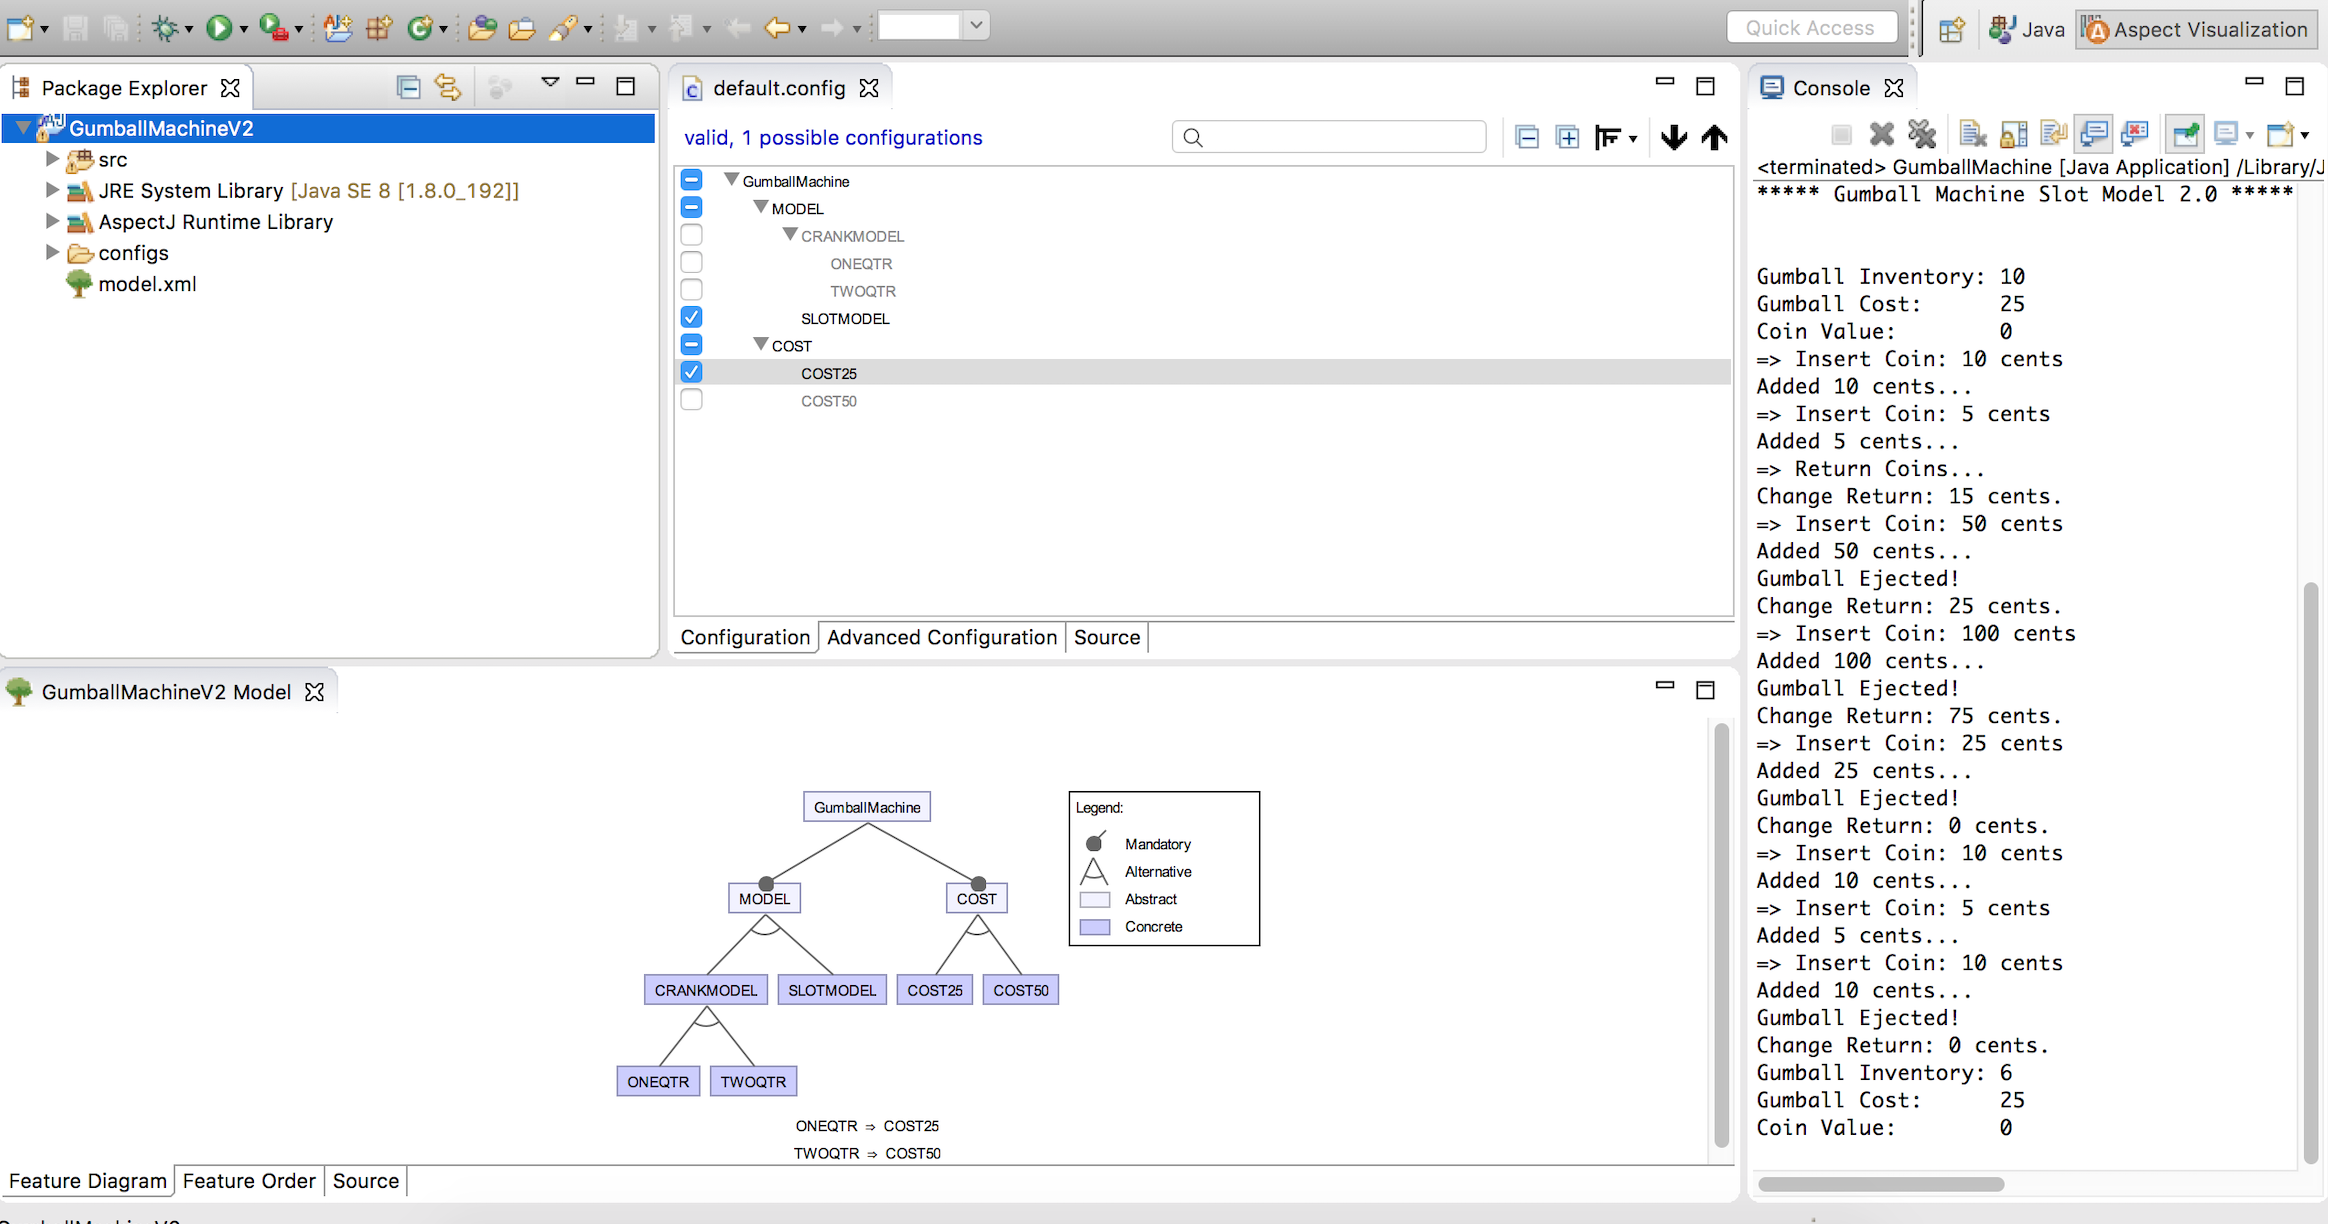 Quick Access
Java
Aspect Visualization
Package Explorer
GumballMachineV2
src
JRE System Library [Java SE 8 [1.8.0_192]]
AspectJ Runtime Library
configs
model.xml
default.config
valid, 1 possible configurations
GumballMachine
MODEL
CRANKMODEL
ONEQTR
TWOQTR
SLOTMODEL
COST
COST25
COST50
Configuration
Advanced Configuration
Source
GumballMachineV2 Model
GumballMachine
MODEL
COST
CRANKMODEL
SLOTMODEL
COST25
COST50
ONEQTR
TWOQTR
ONEQTR ⇒ COST25
TWOQTR ⇒ COST50
Legend:
Mandatory
Alternative
Abstract
Concrete
Feature Diagram
Feature Order
Source
Console
<terminated> GumballMachine [Java Application] /Library/J
***** Gumball Machine Slot Model 2.0 *****
Gumball Inventory: 10
Gumball Cost: 25
Coin Value: 0
=> Insert Coin: 10 cents
Added 10 cents...
=> Insert Coin: 5 cents
Added 5 cents...
=> Return Coins...
Change Return: 15 cents.
=> Insert Coin: 50 cents
Added 50 cents...
Gumball Ejected!
Change Return: 25 cents.
=> Insert Coin: 100 cents
Added 100 cents...
Gumball Ejected!
Change Return: 75 cents.
=> Insert Coin: 25 cents
Added 25 cents...
Gumball Ejected!
Change Return: 0 cents.
=> Insert Coin: 10 cents
Added 10 cents...
=> Insert Coin: 5 cents
Added 5 cents...
=> Insert Coin: 10 cents
Added 10 cents...
Gumball Ejected!
Change Return: 0 cents.
Gumball Inventory: 6
Gumball Cost: 25
Coin Value: 0